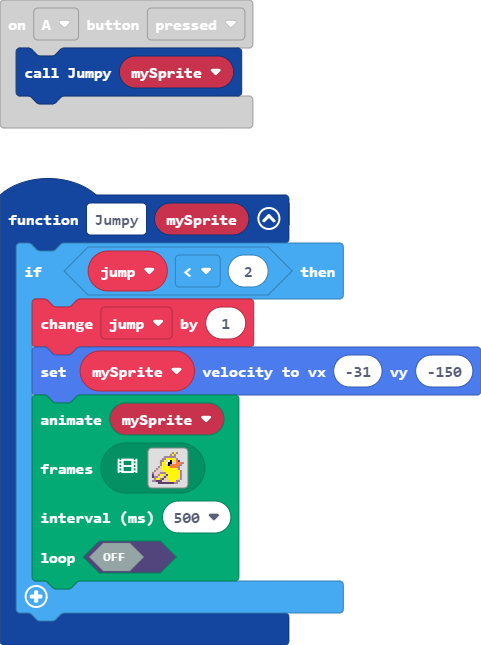 on A button pressed
call Jumpy mySprite
function Jumpy mySprite
if jump < 2 then
change jump by 1
set mySprite velocity to vx -31 vy -150
animate mySprite
frames
interval (ms) 500
loop OFF